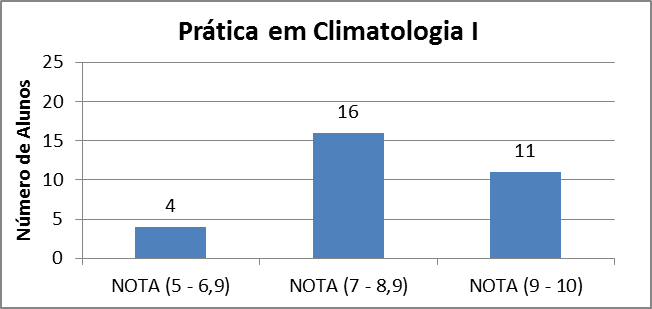 Prática em Climatologia I
Número de Alunos
25
20
15
10
5
0
4
16
11
NOTA (5 - 6,9)
NOTA (7 - 8,9)
NOTA (9 - 10)